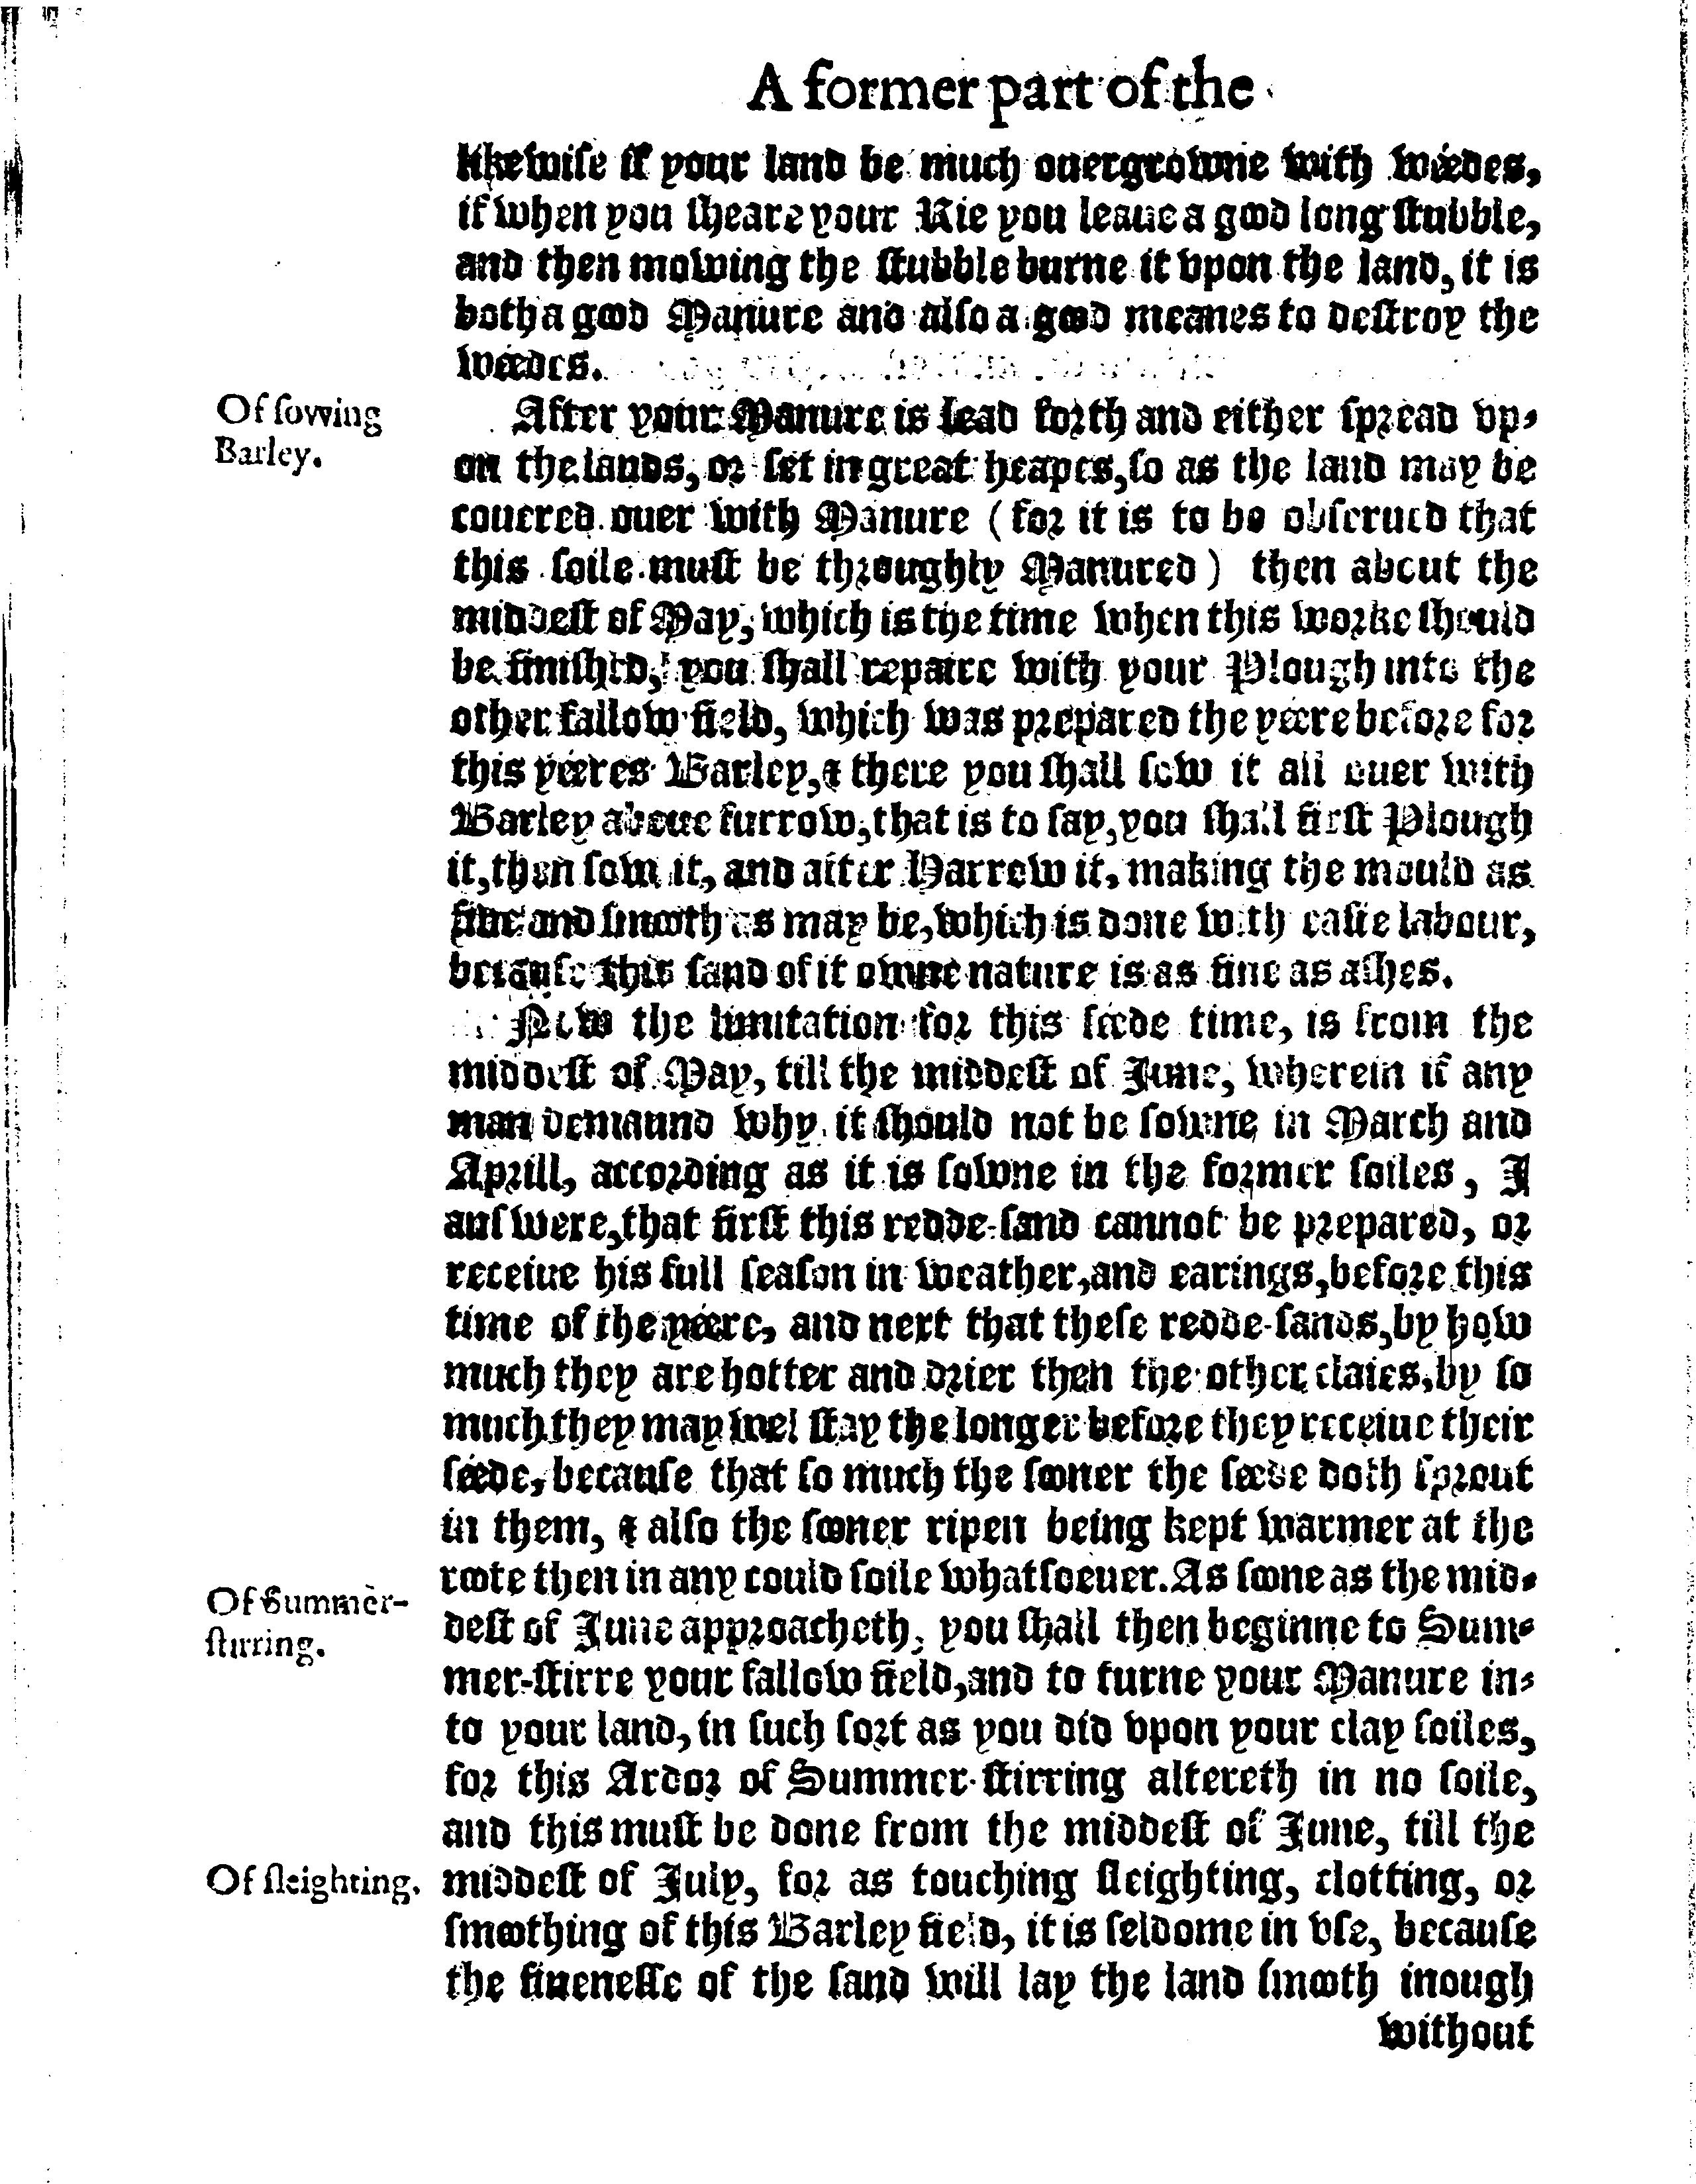 A former part of the
likewiſe if your land be much ouergrowne with weedes,
if when you ſheare your Rie you leaue a good long ſtubble,
and then mowing the ſtubble burne it vpon the land, it is
both a good Manure and alſo a good meanes to deſtroy the
weedes.
Of ſowing
Barley.
After your Manure is lead forth and either ſpread vp-
on the lands, or ſet in great heapes, ſo as the land may be
couered ouer with Manure (for it is to be obſerued that
this ſoile muſt be throughly Manured) then about the
middeſt of May, which is the time when this worke ſhould
be finiſhed, you ſhall repaire with your Plough into the
other fallow field, which was prepared the yeere before for
this yeeres Barley, & there you ſhall ſow it all ouer with
Barley aboue furrow, that is to ſay, you ſhall firſt Plough
it, then ſow it, and after Harrow it, making the mould as
fine and ſmooth as may be, which is done with eaſie labour,
becauſe this ſand of it owne nature is as fine as aſhes.
Now the limitation for this ſeede time, is from the
middeſt of May, till the middeſt of June, wherein if any
man demaund why it ſhould not be ſowne in March and
Aprill, according as it is ſowne in the former ſoiles, I
anſwere, that firſt this redde-ſand cannot be prepared, or
receiue his full ſeaſon in weather, and earings, before this
time of the yeere, and next that theſe redde-ſands, by how
much they are hotter and drier then the other claies, by ſo
much they may wel ſtay the longer before they receiue their
ſeede, becauſe that ſo much the ſooner the ſeede doth ſprout
in them, & alſo the ſooner ripen being kept warmer at the
roote then in any could ſoile whatſoeuer. As ſoone as the mid-
Of Summer-
ſtirring.
deſt of June approacheth, you ſhall then beginne to Sum-
mer-ſtirre your fallow field, and to turne your Manure in-
to your land, in ſuch ſort as you did vpon your clay ſoiles,
for this Ardor of Summer-ſtirring altereth in no ſoile,
and this muſt be done from the middeſt of June, till the
Of ſleighting.
middeſt of July, for as touching ſleighting, clotting, or
ſmoothing of this Barley field, it is ſeldome in vſe, becauſe
the fineneſſe of the ſand will lay the land ſmooth inough
without